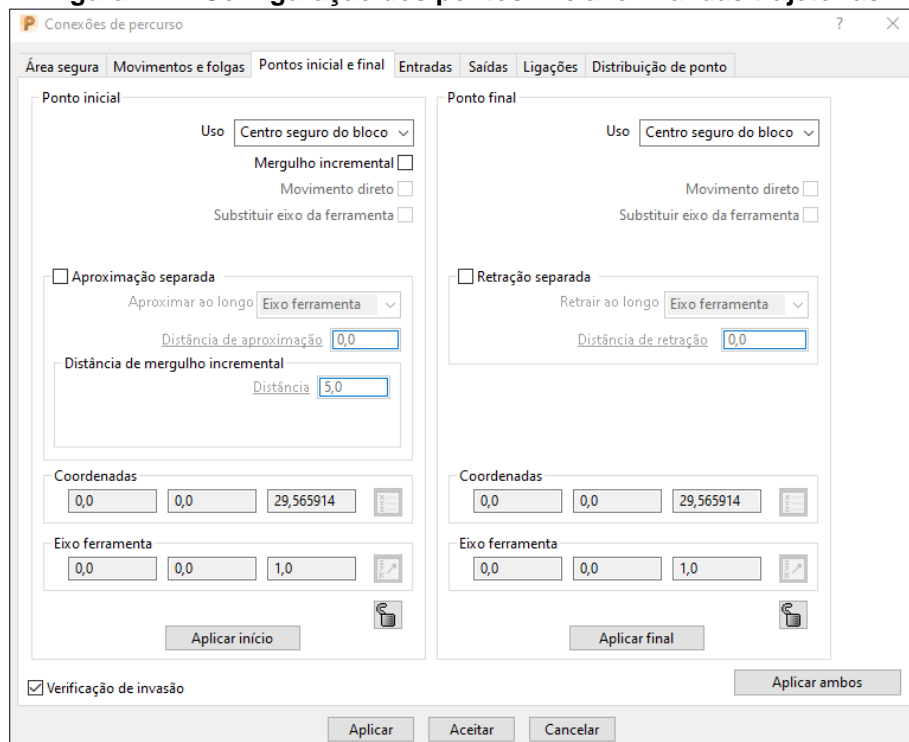 P Conexões de percurso ? ×
Área segura Movimentos e folgas Pontos inicial e final Entradas Saídas Ligações Distribuição de ponto
Ponto inicial
Uso Centro seguro do bloco
Mergulho incremental
Movimento direto
Substituir eixo da ferramenta
Aproximação separada
Aproximar ao longo Eixo ferramenta
Distância de aproximação 0,0
Distância de mergulho incremental
Distância 5,0
Coordenadas
0,0 0,0 29,565914
Eixo ferramenta
0,0 0,0 1,0
Aplicar início
Ponto final
Uso Centro seguro do bloco
Movimento direto
Substituir eixo da ferramenta
Retração separada
Retrair ao longo Eixo ferramenta
Distância de retração 0,0
Coordenadas
0,0 0,0 29,565914
Eixo ferramenta
0,0 0,0 1,0
Aplicar final
Verificação de invasão
Aplicar ambos
Aplicar Aceitar Cancelar